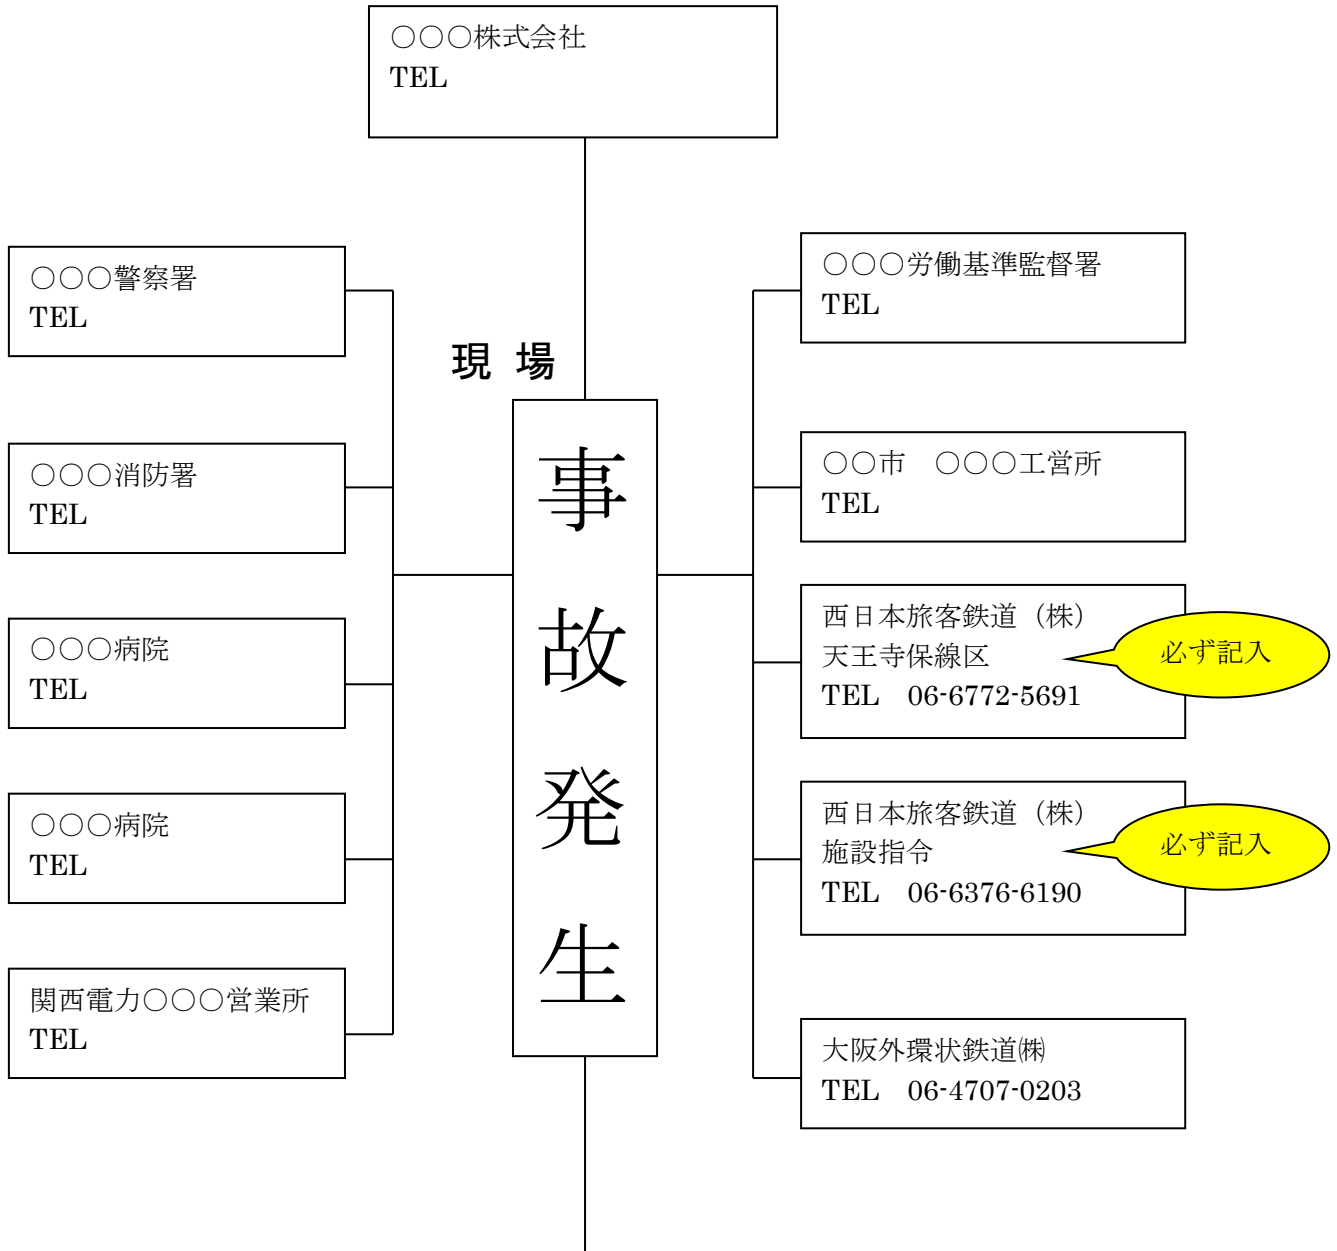 ○○○株式会社
TEL
○○○警察署
TEL
○○○消防署
TEL
○○○病院
TEL
○○○病院
TEL
関西電力○○○営業所
TEL
現 場
事故発生
○○○労働基準監督署
TEL
○○市　○○○工営所
TEL
西日本旅客鉄道（株）
天王寺保線区
TEL　06-6772-5691
必ず記入
西日本旅客鉄道（株）
施設指令
TEL　06-6376-6190
必ず記入
大阪外環状鉄道㈱
TEL　06-4707-0203